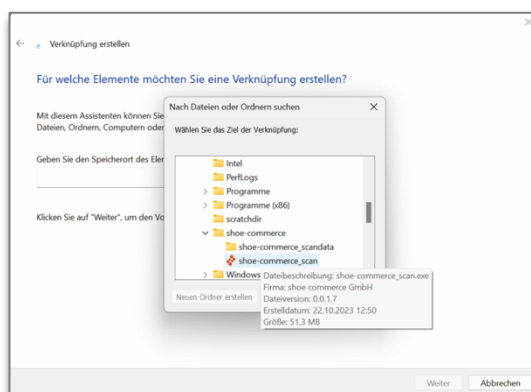 Verknüpfung erstellen
Für welche Elemente möchten Sie eine Verknüpfung erstellen?
Mit diesem Assistenten können Sie
Dateien, Ordnern, Computern oder
Geben Sie den Speicherort des Eler
Klicken Sie auf "Weiter", um den Vo
Nach Dateien oder Ordnern suchen
Wählen Sie das Ziel der Verknüpfung:
Intel
PerfLogs
Programme
Programme (x86)
scratchdir
shoe-commerce
shoe-commerce_scandata
shoe-commerce_scan
Windows
Dateibeschreibung: shoe-commerce_scan.exe
Firma: shoe commerce GmbH
Dateiversion: 0.0.1.7
Erstelldatum: 22.10.2023 12:50
Größe: 51,3 MB
Neuen Ordner erstellen
Weiter
Abbrechen